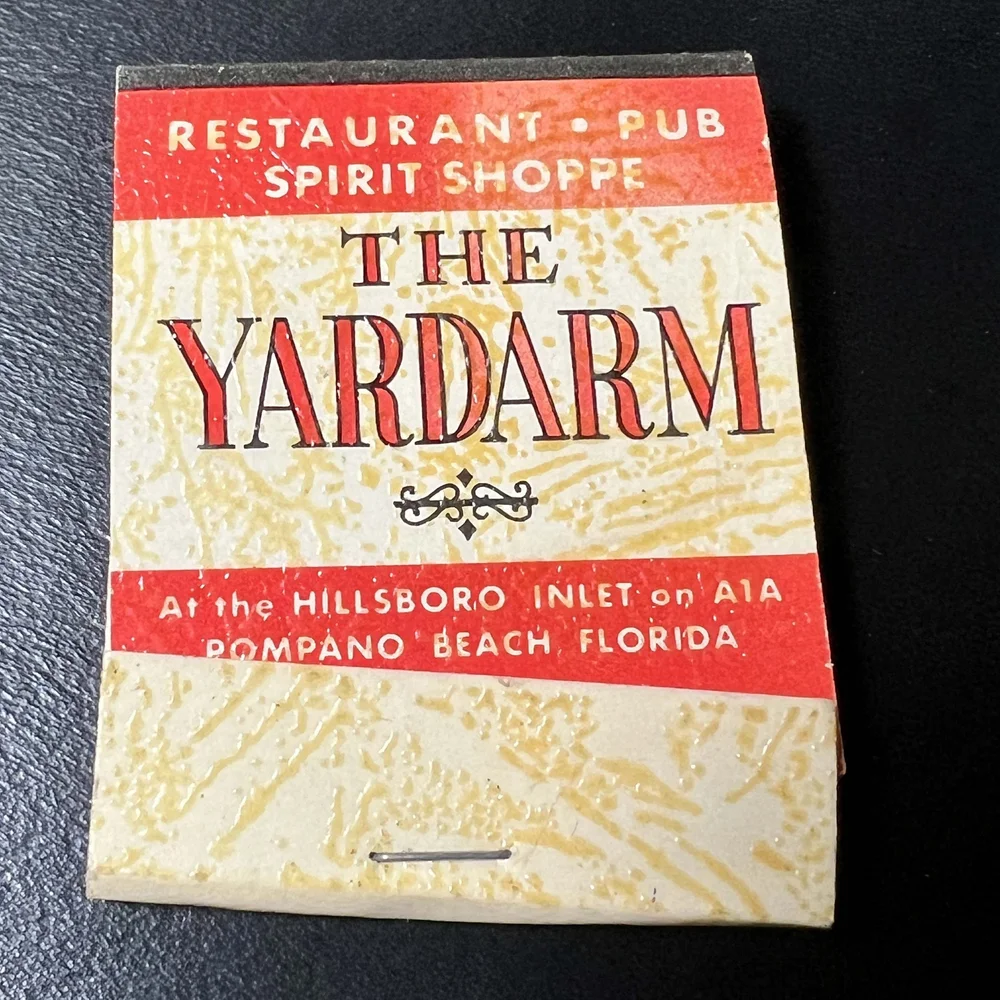 RESTAURANT • PUB
SPIRIT SHOPPE
THE
YARDARM
At the HILLSBORO INLET on A1A
POMPANO BEACH, FLORIDA